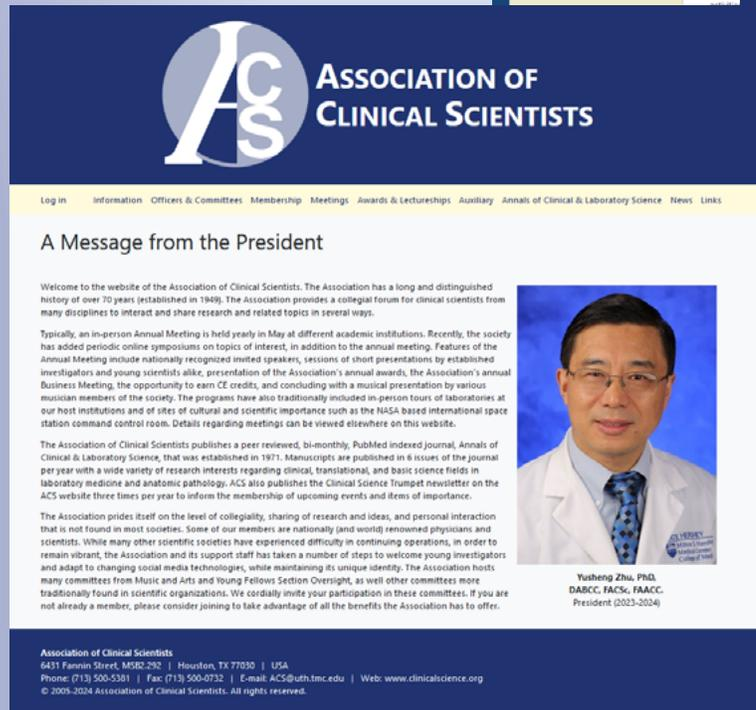 ACS
ASSOCIATION OF
CLINICAL SCIENTISTS
Log in Information Officers & Committees Membership Meetings Awards & Lectureships Auxiliary Annals of Clinical & Laboratory Science News Links
A Message from the President
Welcome to the website of the Association of Clinical Scientists. The Association has a long and distinguished
history of over 70 years (established in 1949). The Association provides a collegial forum for clinical scientists from
many disciplines to interact and share research and related topics in several ways.
Typically, an in-person Annual Meeting is held yearly in May at different academic institutions. Recently, the society
has added periodic online symposiums on topics of interest, in addition to the annual meeting. Features of the
Annual Meeting include nationally recognized invited speakers, sessions of short presentations by established
investigators and young scientists alike, presentation of the Association's annual awards, the Association's annual
Business Meeting, the opportunity to earn CE credits, and concluding with a musical presentation by various
musician members of the society. The programs have also traditionally included in-person tours of laboratories at
our host institutions and of sites of cultural and scientific importance such as the NASA based international space
station command control room. Details regarding meetings can be viewed elsewhere on this website.
The Association of Clinical Scientists publishes a peer reviewed, bi-monthly, PubMed indexed journal, Annals of
Clinical & Laboratory Science, that was established in 1971. Manuscripts are published in 6 issues of the journal
per year with a wide variety of research interests regarding clinical, translational, and basic science fields in
laboratory medicine and anatomic pathology. ACS also publishes the Clinical Science Trumpet newsletter on the
ACS website three times per year to inform the membership of upcoming events and items of importance.
The Association prides itself on the level of collegiality, sharing of research and ideas, and personal interaction
that is not found in most societies. Some of our members are nationally (and world) renowned physicians and
scientists. While many other scientific societies have experienced difficulty in continuing operations, in order to
remain vibrant, the Association and its support staff has taken a number of steps to welcome young investigators
and adapt to changing social media technologies, while maintaining its unique identity. The Association hosts
many committees from Music and Arts and Young Fellows Section Oversight, as well other committees more
traditionally found in scientific organizations. We cordially invite your participation in these committees. If you are
not already a member, please consider joining to take advantage of all the benefits the Association has to offer.
Yusheng Zhu, PhD,
DABCC, FACSc, FAACC.
President (2023-2024)
Association of Clinical Scientists
6431 Fannin Street, MSB2.292 | Houston, TX 77030 | USA
Phone: (713) 500-5381 | Fax: (713) 500-0732 | E-mail: ACS@uth.tmc.edu | Web: www.clinicalscience.org
© 2005-2024 Association of Clinical Scientists. All rights reserved.